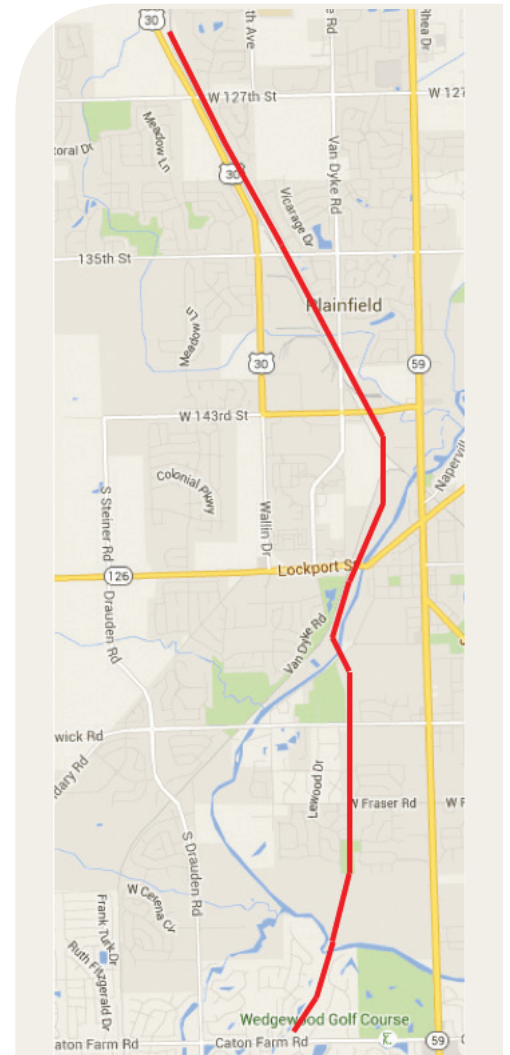 30
th Ave
e Rd
Rhea Dr
W 127th St
W 127
Meadow Ln
toral Dr
Van Dyke Rd
30
Vicarage Dr
135th St
Plainfield
Meadow Ln
30
59
W 143rd St
Colonial Pkwy
Napervill
S Steiner Rd
Wallin Dr
Lockport St
126
S Drauden Rd
Van Dyke Rd
wick Rd
dary Rd
Lewood Dr
W Fraser Rd
W F
S Drauden Rd
W Celena Cir
Frank Turk Dr
Ruth Fitzgerald Dr
Wedgewood Golf Course
aton Farm Rd
Caton Farm Rd
59